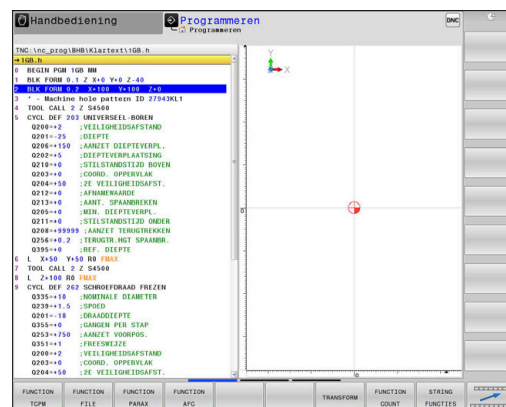 Handbediening
Programmeren
Programmeren
DNC
TNC:\nc_prog\BHB\Klartext\1GB.h
→1GB.h
0 BEGIN PGM 1GB MM
1 BLK FORM 0.1 Z X+0 Y+0 Z-40
2 BLK FORM 0.2 X+100 Y+100 Z+0
3 * - Machine hole pattern ID 27943KL1
4 TOOL CALL 2 Z S4500
5 CYCL DEF 203 UNIVERSEEL-BOREN
Q200=+2 ;VEILIGHEIDSAFSTAND
Q201=-25 ;DIEPTE
Q206=+150 ;AANZET DIEPTEVERPL.
Q202=+5 ;DIEPTEVERPLAATSING
Q210=+0 ;STILSTANDSTIJD BOVEN
Q203=+0 ;COORD. OPPERVLAK
Q204=+50 ;2E VEILIGHEIDSAFST.
Q212=+0 ;AFNAMEWAARDE
Q213=+0 ;AANT. SPAANBREKEN
Q205=+0 ;MIN. DIEPTEVERPL.
Q211=+0 ;STILSTANDSTIJD ONDER
Q208=+99999 ;AANZET TERUGTREKKEN
Q256=+0.2 ;TERUGTR.HGT SPAANBR.
Q395=+0 ;REF. DIEPTE
6 L X+50 Y+50 R0 FMAX
7 TOOL CALL 2 Z S4500
8 L Z+100 R0 FMAX
9 CYCL DEF 262 SCHROEFDRAAD FREZEN
Q335=+10 ;NOMINALE DIAMETER
Q239=+1.5 ;SPOED
Q201=-18 ;DRAADDIEPTE
Q355=+0 ;GANGEN PER STAP
Q253=+750 ;AANZET VOORPOS.
Q351=+1 ;FREESWIJZE
Q200=+2 ;VEILIGHEIDSAFSTAND
Q203=+0 ;COORD. OPPERVLAK
Q204=+50 ;2E VEILIGHEIDSAFST.
Y
X
0
0
FUNCTION TCPM
FUNCTION FILE
FUNCTION PARAX
FUNCTION AFC
TRANSFORM
FUNCTION COUNT
STRING FUNCTIES